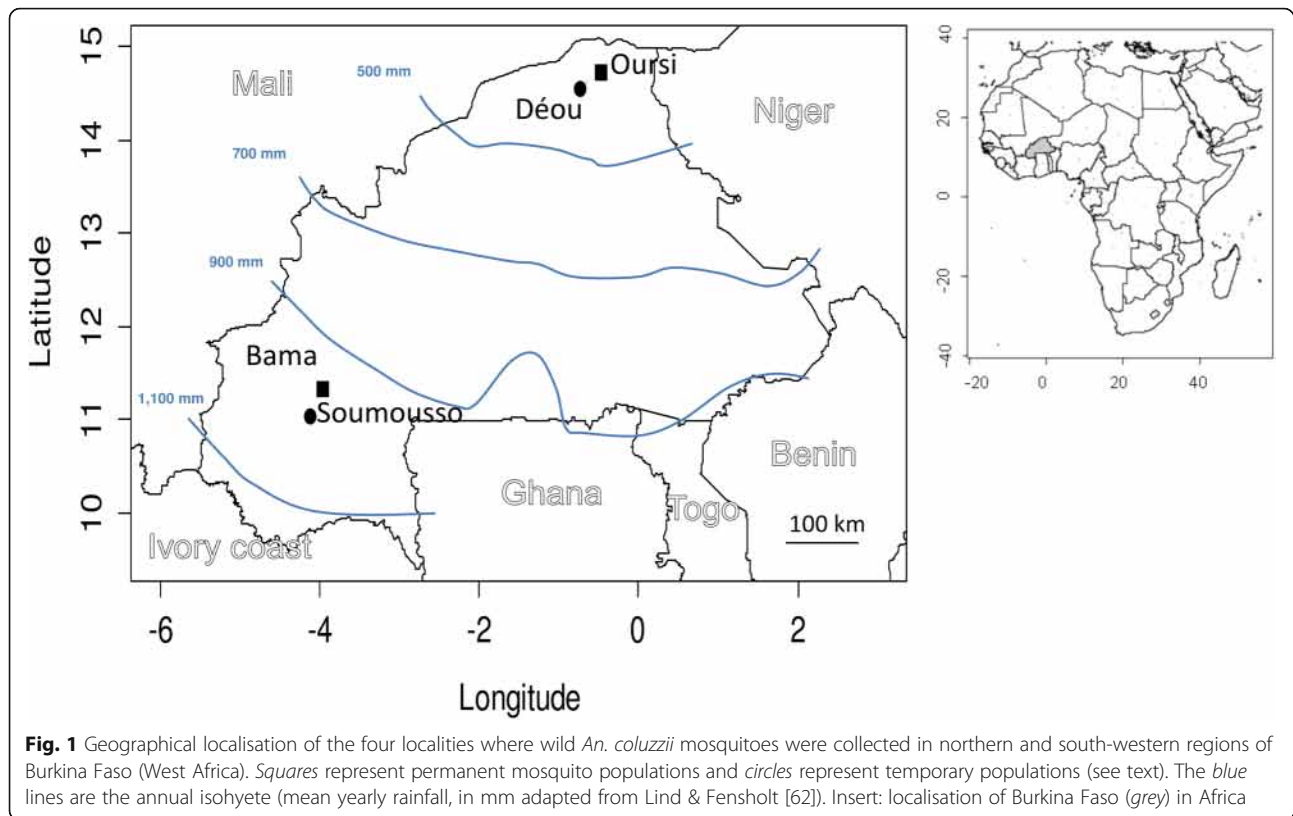 15
14
13
12
11
10
Latitude
Mali
500 mm
Oursi
Déou
Niger
700 mm
900 mm
Bama
Soumousso
1,100 mm
Ghana
Togo
Benin
Ivory coast
100 km
-6
-4
-2
0
2
Longitude
40
20
0
-20
-40
-20
0
20
40
Fig. 1 Geographical localisation of the four localities where wild An. coluzzii mosquitoes were collected in northern and south-western regions of
Burkina Faso (West Africa). Squares represent permanent mosquito populations and circles represent temporary populations (see text). The blue
lines are the annual isohyete (mean yearly rainfall, in mm adapted from Lind & Fensholt [62]). Insert: localisation of Burkina Faso (grey) in Africa